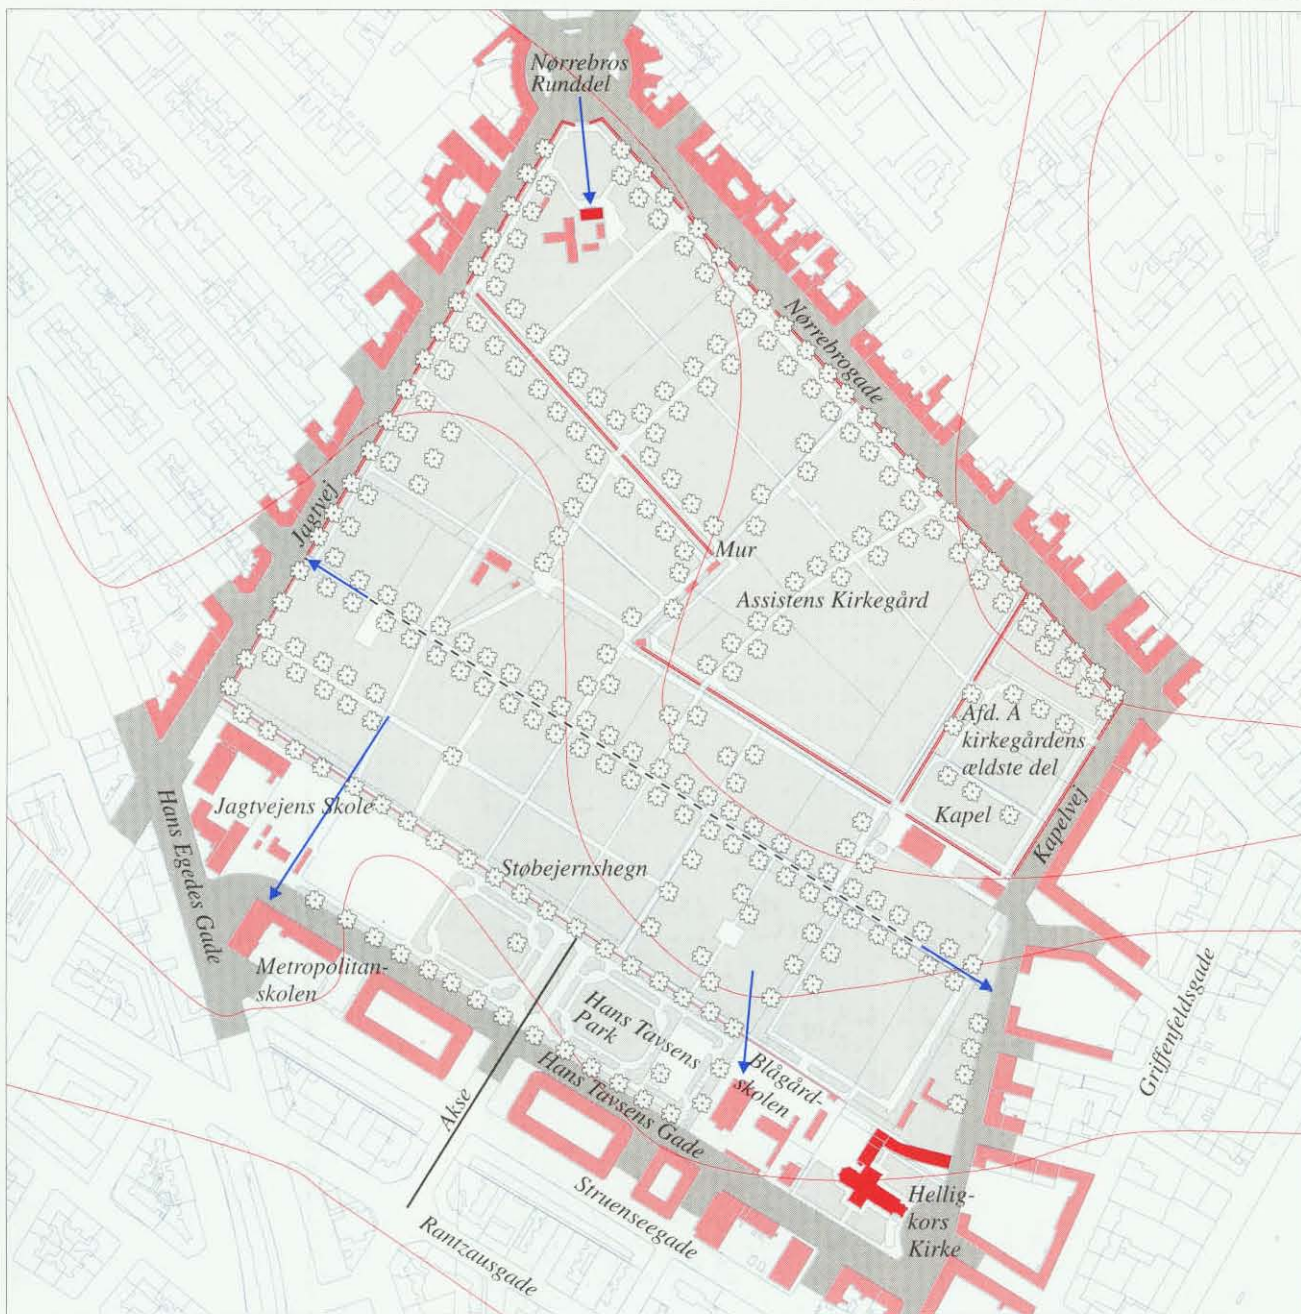 Nørrebros
Runddel
Nørrebrogade
Jagtvej
Mur
Assistens Kirkegård
Afd. A
kirkegårdens
ældste del
Kapel
Kapelvej
Jagtvejens Skole
Hans Egedes Gade
Støbejernshegn
Metropolitan-
skolen
Hans Tavsens
Park
Blågård-
skolen
Griffenfeldsgade
Akse
Hans Tavsens Gade
Struenseegade
Rantzausgade
Hellig-
kors
Kirke